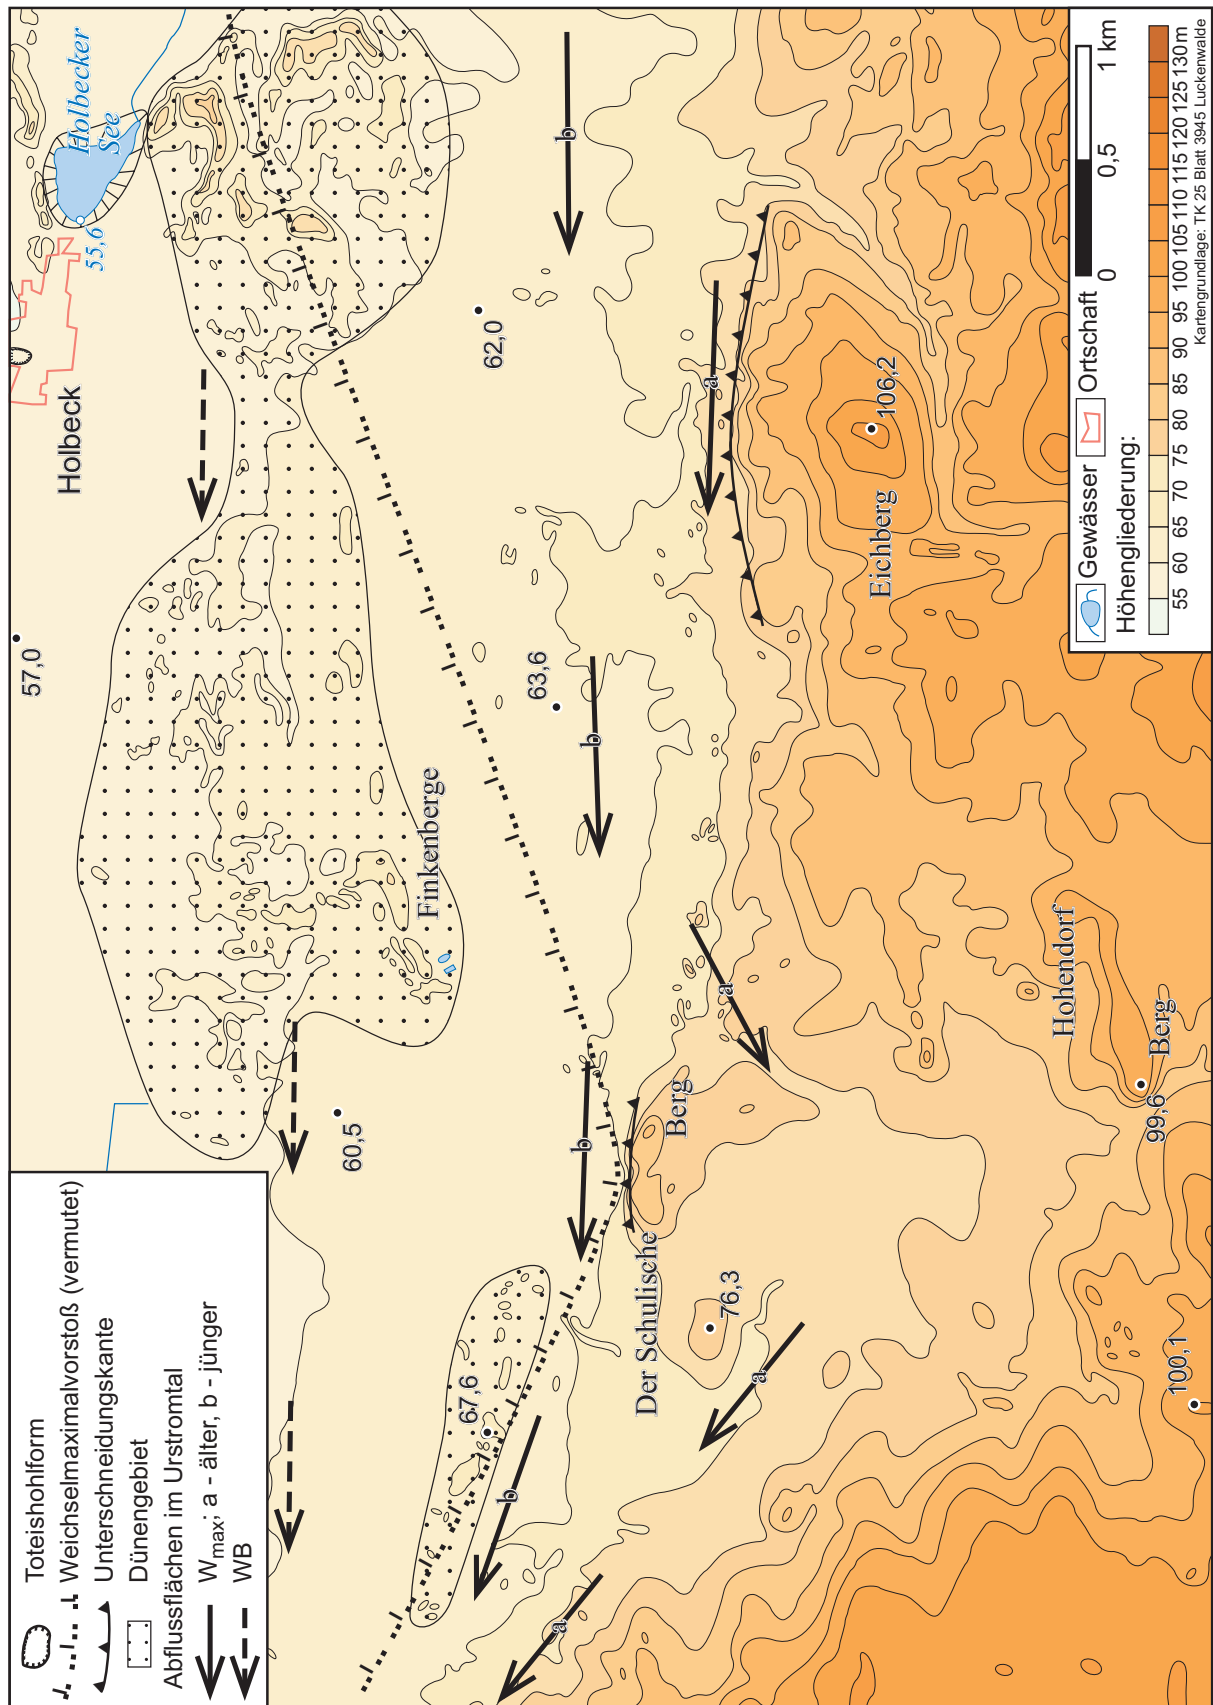 Toteishohlform
Weichselmaximalvorstoß (vermutet)
Unterschneidungskante
Dünengebiet
Abflussflächen im Urstromtal
Wmax; a - älter, b - jünger
WB
57,0
Holbeck
55,6
Holbecker
See
60,5
Finkenberge
67,6
62,0
63,6
b
b
b
b
a
a
a
a
Der Schulische
Berg
76,3
Eichberg
106,2
Hohendorf
Berg
99,6
100,1
Gewässer
Ortschaft
0
0,5
1 km
Höhengliederung:
55 60 65 70 75 80 85 90 95 100 105 110 115 120 125 130m
Kartengrundlage: TK 25 Blatt 3945 Luckenwalde